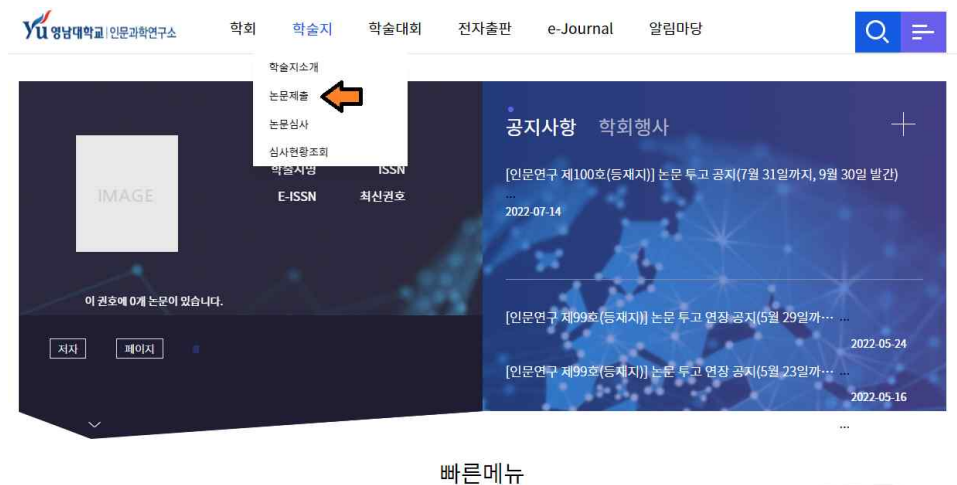 yu 영남대학교 | 인문과학연구소
학회 학술지 학술대회 전자출판 e-Journal 알림마당
학술지소개
논문제출
논문심사
심사현황조회
학술지명 ISSN
E-ISSN 최신권호
IMAGE
이 권호에 0개 논문이 있습니다.
저자 페이지
공지사항 학회행사
[인문연구 제100호(등재지)] 논문 투고 공지(7월 31일까지, 9월 30일 발간)
...
2022-07-14
[인문연구 제99호(등재지)] 논문 투고 연장 공지(5월 29일까… ...
2022-05-24
[인문연구 제99호(등재지)] 논문 투고 연장 공지(5월 23일까… ...
2022-05-16
...
빠른메뉴